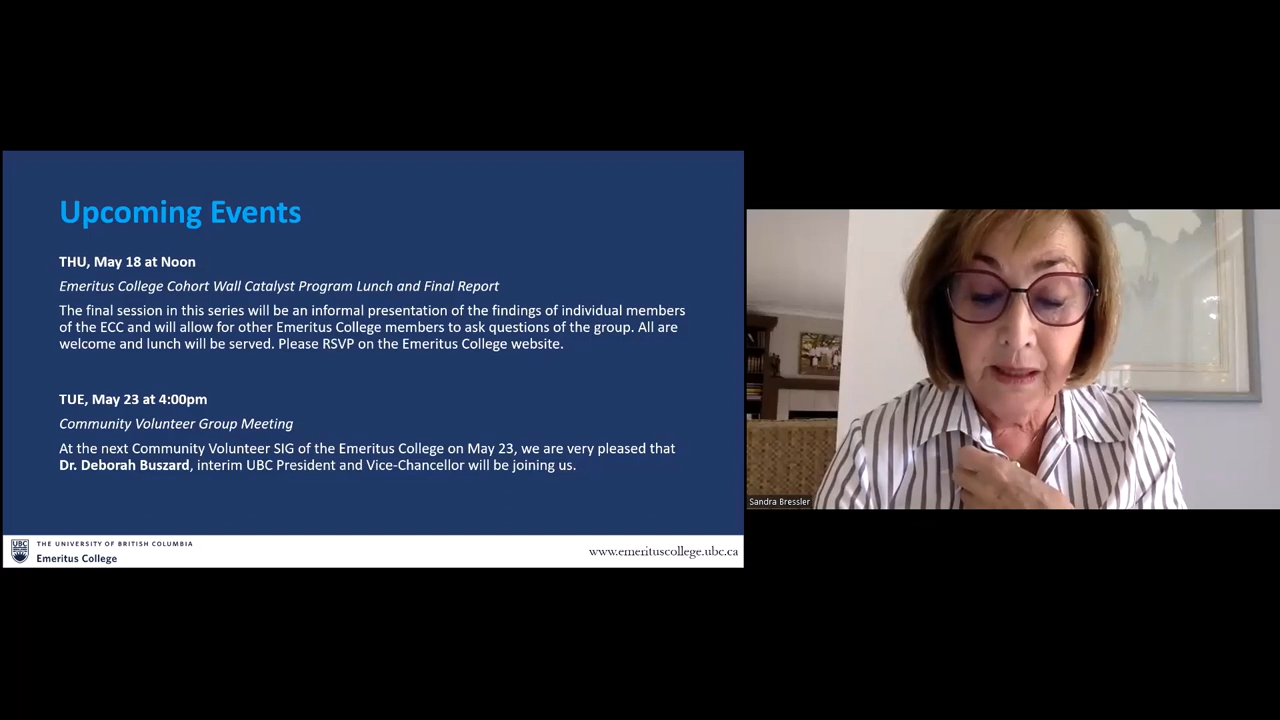 Upcoming Events
THU, May 18 at Noon
Emeritus College Cohort Wall Catalyst Program Lunch and Final Report
The final session in this series will be an informal presentation of the findings of individual members
of the ECC and will allow for other Emeritus College members to ask questions of the group. All are
welcome and lunch will be served. Please RSVP on the Emeritus College website.
TUE, May 23 at 4:00pm
Community Volunteer Group Meeting
At the next Community Volunteer SIG of the Emeritus College on May 23, we are very pleased that
Dr. Deborah Buszard, interim UBC President and Vice-Chancellor will be joining us.
UBC
THE UNIVERSITY OF BRITISH COLUMBIA
Emeritus College
www.emerituscollege.ubc.ca
Sandra Bressler